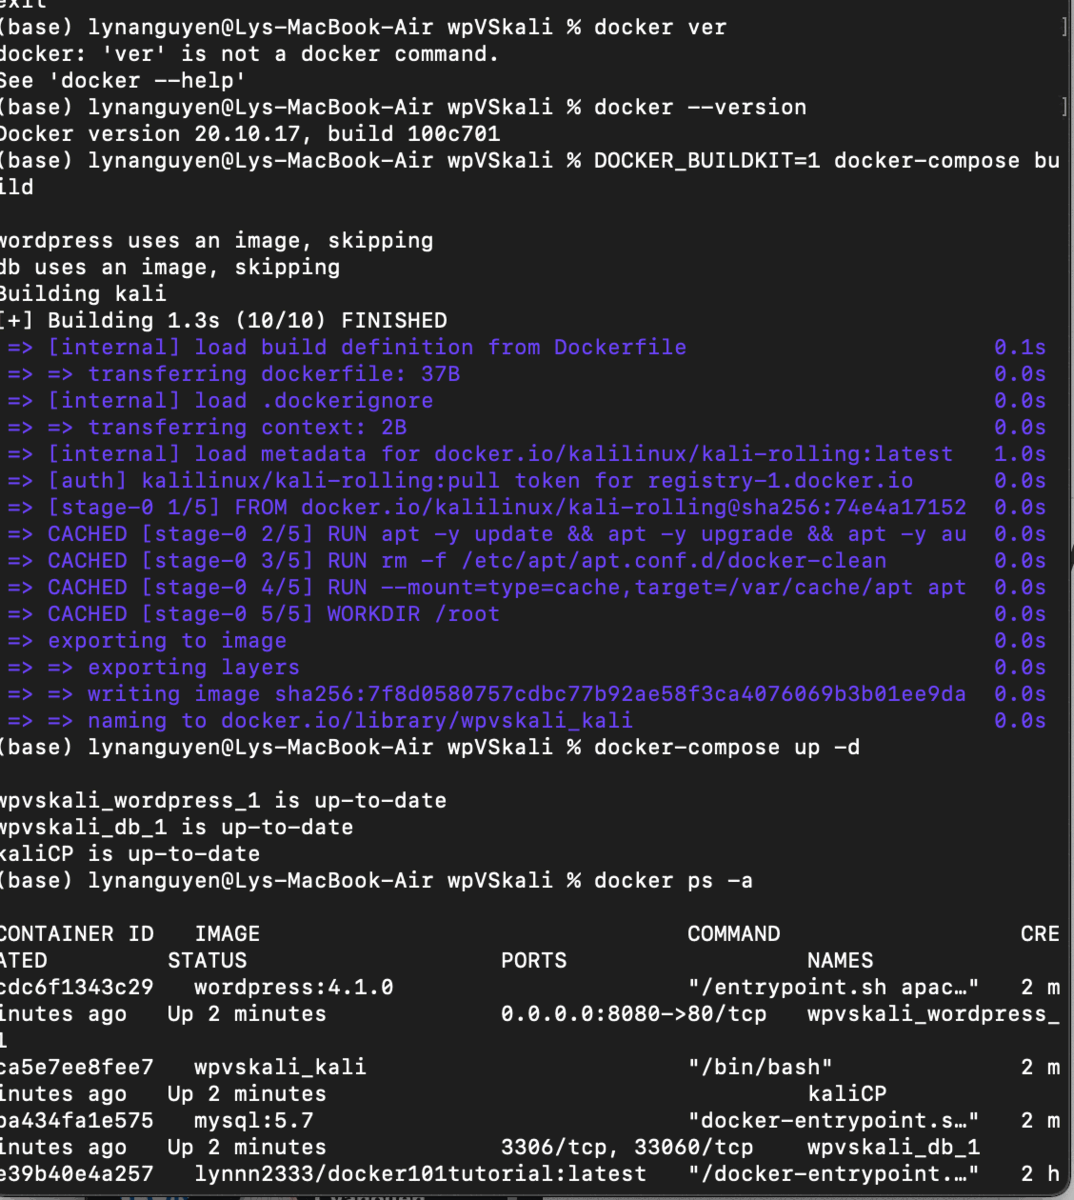 exit
(base) lynanguyen@Lys-MacBook-Air wpVSkali % docker ver
docker: 'ver' is not a docker command.
See 'docker --help'
(base) lynanguyen@Lys-MacBook-Air wpVSkali % docker --version
Docker version 20.10.17, build 100c701
(base) lynanguyen@Lys-MacBook-Air wpVSkali % DOCKER_BUILDKIT=1 docker-compose bu
ild
wordpress uses an image, skipping
db uses an image, skipping
Building kali
[+] Building 1.3s (10/10) FINISHED
=> [internal] load build definition from Dockerfile 0.1s
=> => transferring dockerfile: 37B 0.0s
=> [internal] load .dockerignore 0.0s
=> => transferring context: 2B 0.0s
=> [internal] load metadata for docker.io/kalilinux/kali-rolling:latest 1.0s
=> [auth] kalilinux/kali-rolling:pull token for registry-1.docker.io 0.0s
=> [stage-0 1/5] FROM docker.io/kalilinux/kali-rolling@sha256:74e4a17152 0.0s
=> CACHED [stage-0 2/5] RUN apt -y update && apt -y upgrade && apt -y au 0.0s
=> CACHED [stage-0 3/5] RUN rm -f /etc/apt/apt.conf.d/docker-clean 0.0s
=> CACHED [stage-0 4/5] RUN --mount=type=cache,target=/var/cache/apt apt 0.0s
=> CACHED [stage-0 5/5] WORKDIR /root 0.0s
=> exporting to image 0.0s
=> => exporting layers 0.0s
=> => writing image sha256:7f8d0580757cdbc77b92ae58f3ca4076069b3b01ee9da 0.0s
=> => naming to docker.io/library/wpvskali_kali 0.0s
(base) lynanguyen@Lys-MacBook-Air wpVSkali % docker-compose up -d
wpvskali_wordpress_1 is up-to-date
wpvskali_db_1 is up-to-date
kaliCP is up-to-date
(base) lynanguyen@Lys-MacBook-Air wpVSkali % docker ps -a
CONTAINER ID IMAGE COMMAND CRE
ATED STATUS PORTS NAMES
cdc6f1343c29 wordpress:4.1.0 "/entrypoint.sh apac…" 2 m
inutes ago Up 2 minutes 0.0.0.0:8080->80/tcp wpvskali_wordpress_
1
ca5e7ee8fee7 wpvskali_kali "/bin/bash" 2 m
inutes ago Up 2 minutes kaliCP
ba434fa1e575 mysql:5.7 "docker-entrypoint.s…" 2 m
inutes ago Up 2 minutes 3306/tcp, 33060/tcp wpvskali_db_1
e39b40e4a257 lynnn2333/docker101tutorial:latest "/docker-entrypoint.…" 2 h